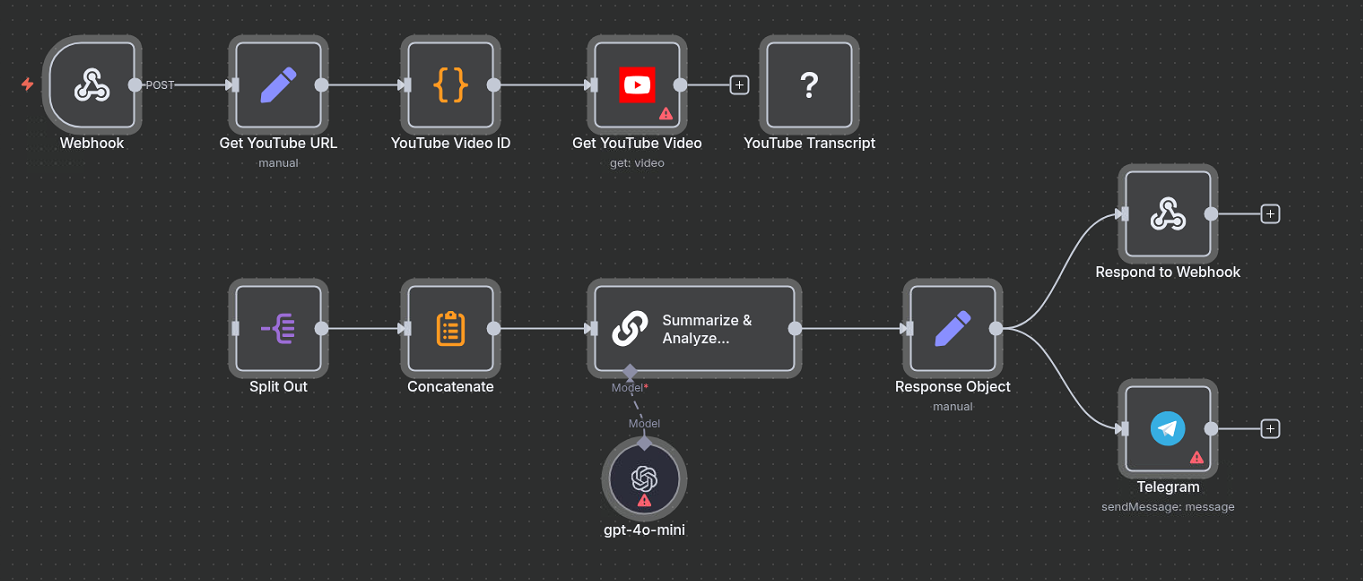 POST
Webhook
Get YouTube URL
manual
YouTube Video ID
Get YouTube Video
get: video
?
YouTube Transcript
Respond to Webhook
Split Out
Concatenate
Summarize &
Analyze...
Model*
Model
gpt-4o-mini
Response Object
manual
Telegram
sendMessage: message